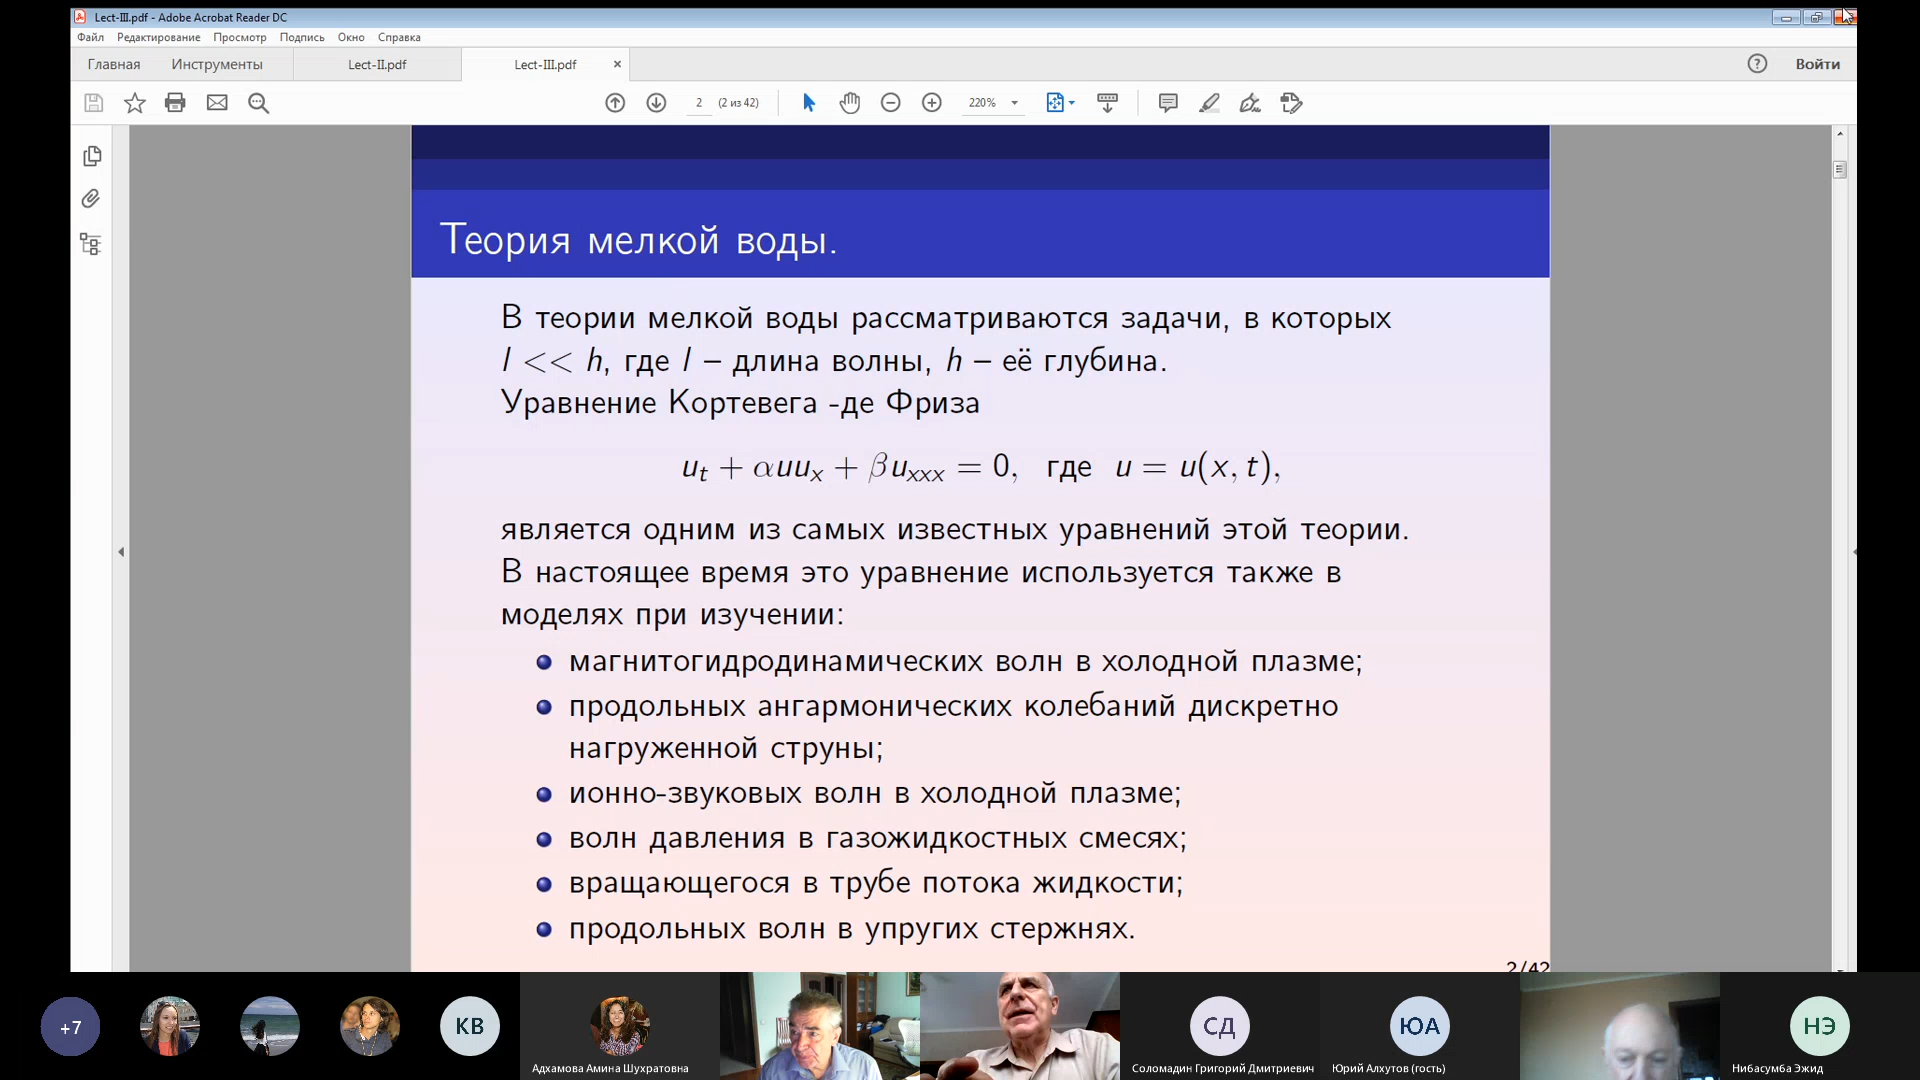 Lect-III.pdf - Adobe Acrobat Reader DC
Файл Редактирование Просмотр Подпись Окно Справка
Главная Инструменты Lect-II.pdf Lect-III.pdf × Войти
2 (2 из 42) 220%
Теория мелкой воды.
В теории мелкой воды рассматриваются задачи, в которых
l << h, где l – длина волны, h – её глубина.
Уравнение Кортевега -де Фриза
u_t + αuu_x + βu_xxx = 0, где u = u(x, t),
является одним из самых известных уравнений этой теории.
В настоящее время это уравнение используется также в
моделях при изучении:
магнитогидродинамических волн в холодной плазме;
продольных ангармонических колебаний дискретно
нагруженной струны;
ионно-звуковых волн в холодной плазме;
волн давления в газожидкостных смесях;
вращающегося в трубе потока жидкости;
продольных волн в упругих стержнях.
2/42
+7 КВ СД ЮА НЭ
Адхамова Амина Шухратовна Соломадин Григорий Дмитриевич Юрий Алхутов (гость) Нибасумба Эжид